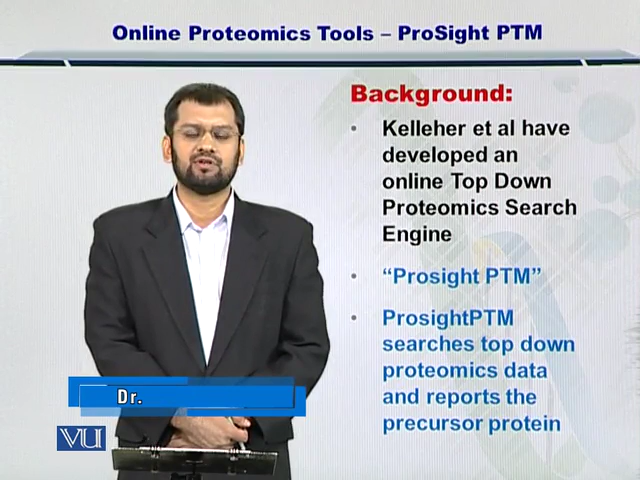 Online Proteomics Tools – ProSight PTM
Background:
• Kelleher et al have
developed an
online Top Down
Proteomics Search
Engine
• “Prosight PTM”
• ProsightPTM
searches top down
proteomics data
and reports the
precursor protein
Dr.
VU